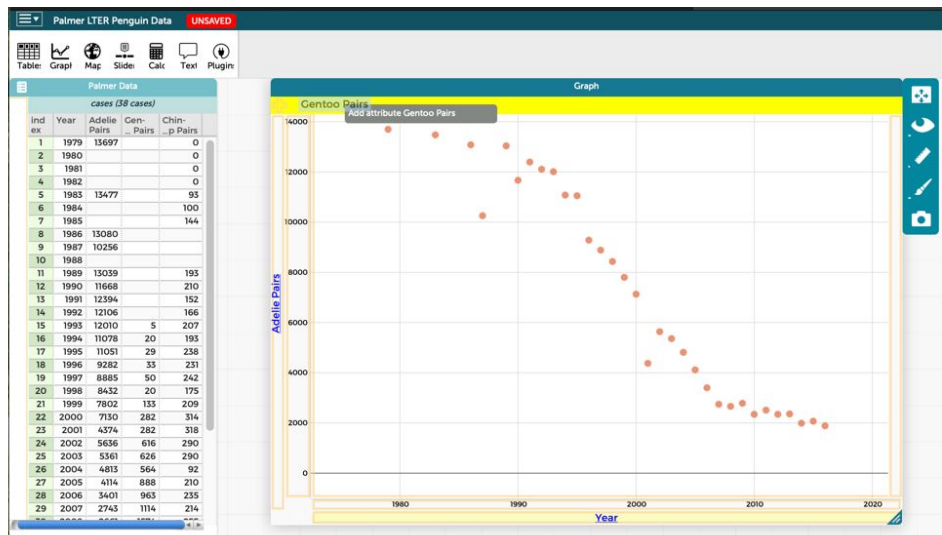 Palmer LTER Penguin Data UNSAVED
Table: Graph Map Slide: Calc Text Plugin:
Palmer Data
cases (38 cases)
ind ex Year Adelie Pairs Gen- _ Pairs Chin- _p Pairs
1 1979 13697 0
2 1980 0
3 1981 0
4 1982 0
5 1983 13477 93
6 1984 100
7 1985 144
8 1986 13080
9 1987 10256
10 1988
11 1989 13039 193
12 1990 11668 210
13 1991 12394 152
14 1992 12106 166
15 1993 12010 5 207
16 1994 11078 20 193
17 1995 11051 29 238
18 1996 9282 33 231
19 1997 8885 50 242
20 1998 8432 20 175
21 1999 7802 133 209
22 2000 7130 282 314
23 2001 4374 282 318
24 2002 5636 616 290
25 2003 5361 626 290
26 2004 4813 564 92
27 2005 4114 888 210
28 2006 3401 963 235
29 2007 2743 1114 214
Graph
Gentoo Pairs
Add attribute Gentoo Pairs
14000
12000
10000
8000
6000
4000
2000
0
Adelie Pairs
1980 1990 2000 2010 2020
Year